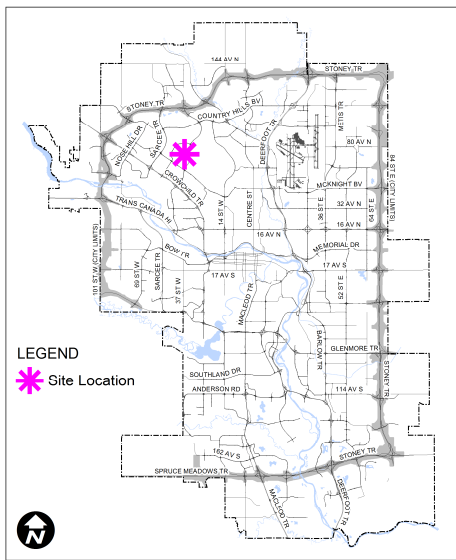 144 AV N
STONEY TR
STONEY TR
COUNTRY HILLS BV
NOSE HILL DR
SARCEE TR
DEERFOOT TR
METIS TR
80 AV N
CROWCHILD TR
MCKNIGHT BV
84 ST E (CITY LIMITS)
TRANS CANADA HI
14 ST W
CENTRE ST
36 ST E
32 AV N
64 ST E
16 AV N
16 AV N
101 ST W (CITY LIMITS)
BOW TR
MEMORIAL DR
69 ST W
SARCEE TR
37 ST W
17 AV S
17 AV S
52 ST E
MACLEOD TR
BARLOW TR
GLENMORE TR
LEGEND
Site Location
SOUTHLAND DR
ANDERSON RD
114 AV S
STONEY TR
162 AV S
STONEY TR
SPRUCE MEADOWS TR
MACLEOD TR
DEERFOOT TR
N